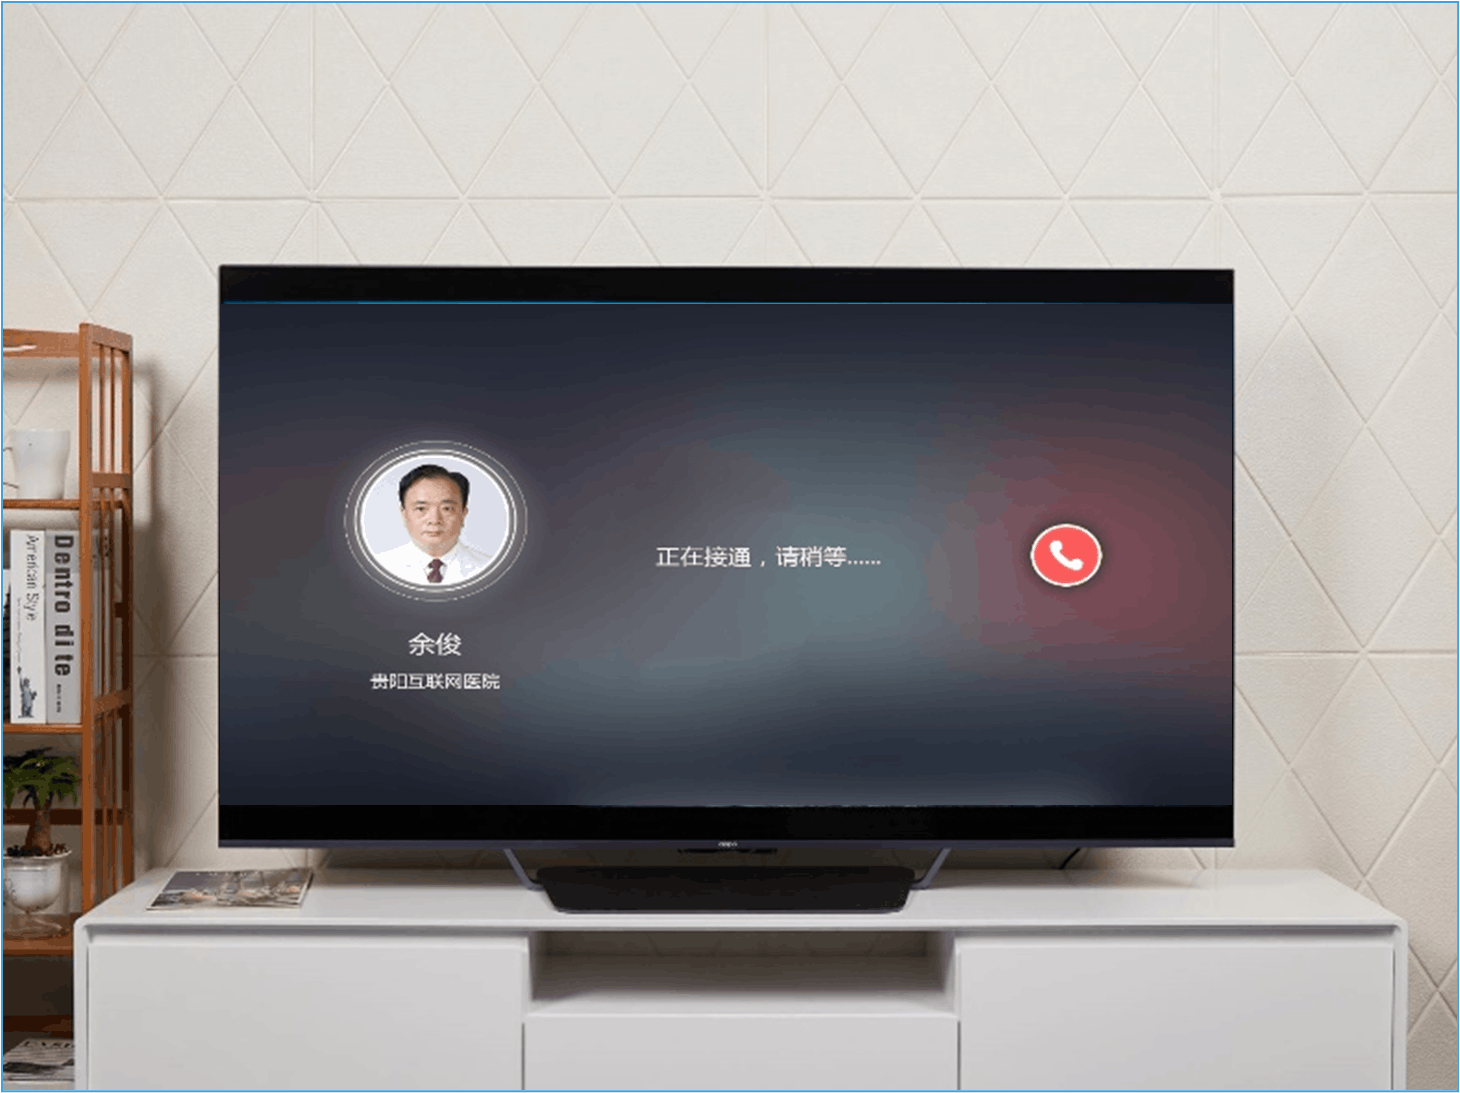 正在接通，请稍等......
余俊
贵阳互联网医院
Dentro di te
American Style
oppo